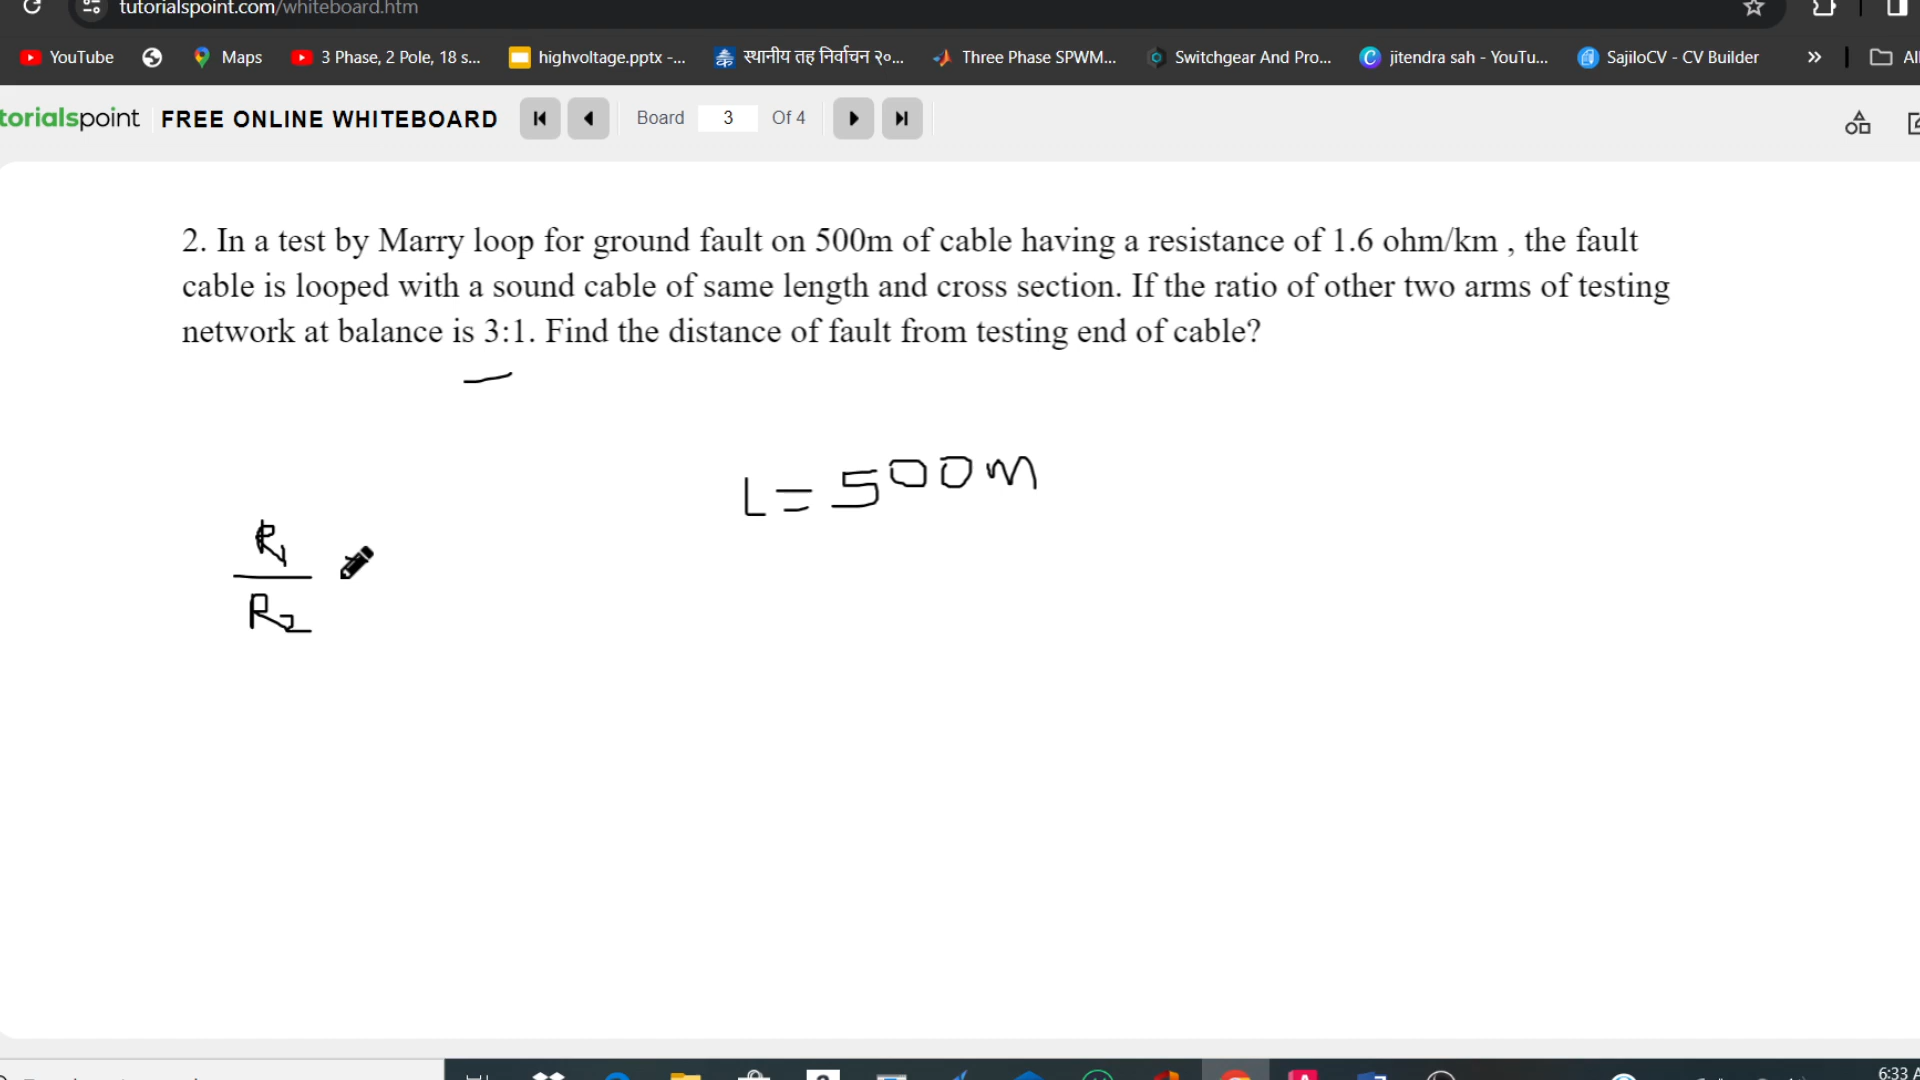 tutorialspoint.com/whiteboard.htm
YouTube Maps 3 Phase, 2 Pole, 18 s... highvoltage.pptx -... स्थानीय तह निर्वाचन २०... Three Phase SPWM... Switchgear And Pro... jitendra sah - YouTu... SajiloCV - CV Builder » All
torialspoint FREE ONLINE WHITEBOARD Board 3 Of 4
2. In a test by Marry loop for ground fault on 500m of cable having a resistance of 1.6 ohm/km , the fault
cable is looped with a sound cable of same length and cross section. If the ratio of other two arms of testing
network at balance is 3:1. Find the distance of fault from testing end of cable?
L = 500m
R1
R2
6:33 A